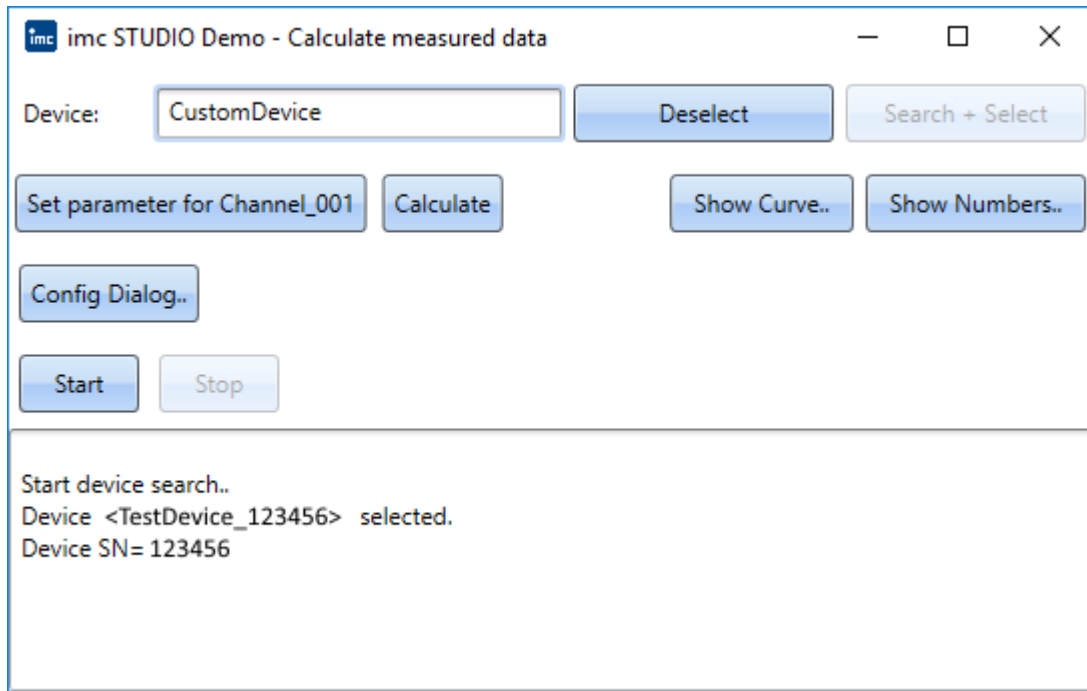 imc imc STUDIO Demo - Calculate measured data
Device: CustomDevice Deselect Search + Select
Set parameter for Channel_001 Calculate Show Curve.. Show Numbers..
Config Dialog..
Start Stop
Start device search..
Device <TestDevice_123456> selected.
Device SN= 123456